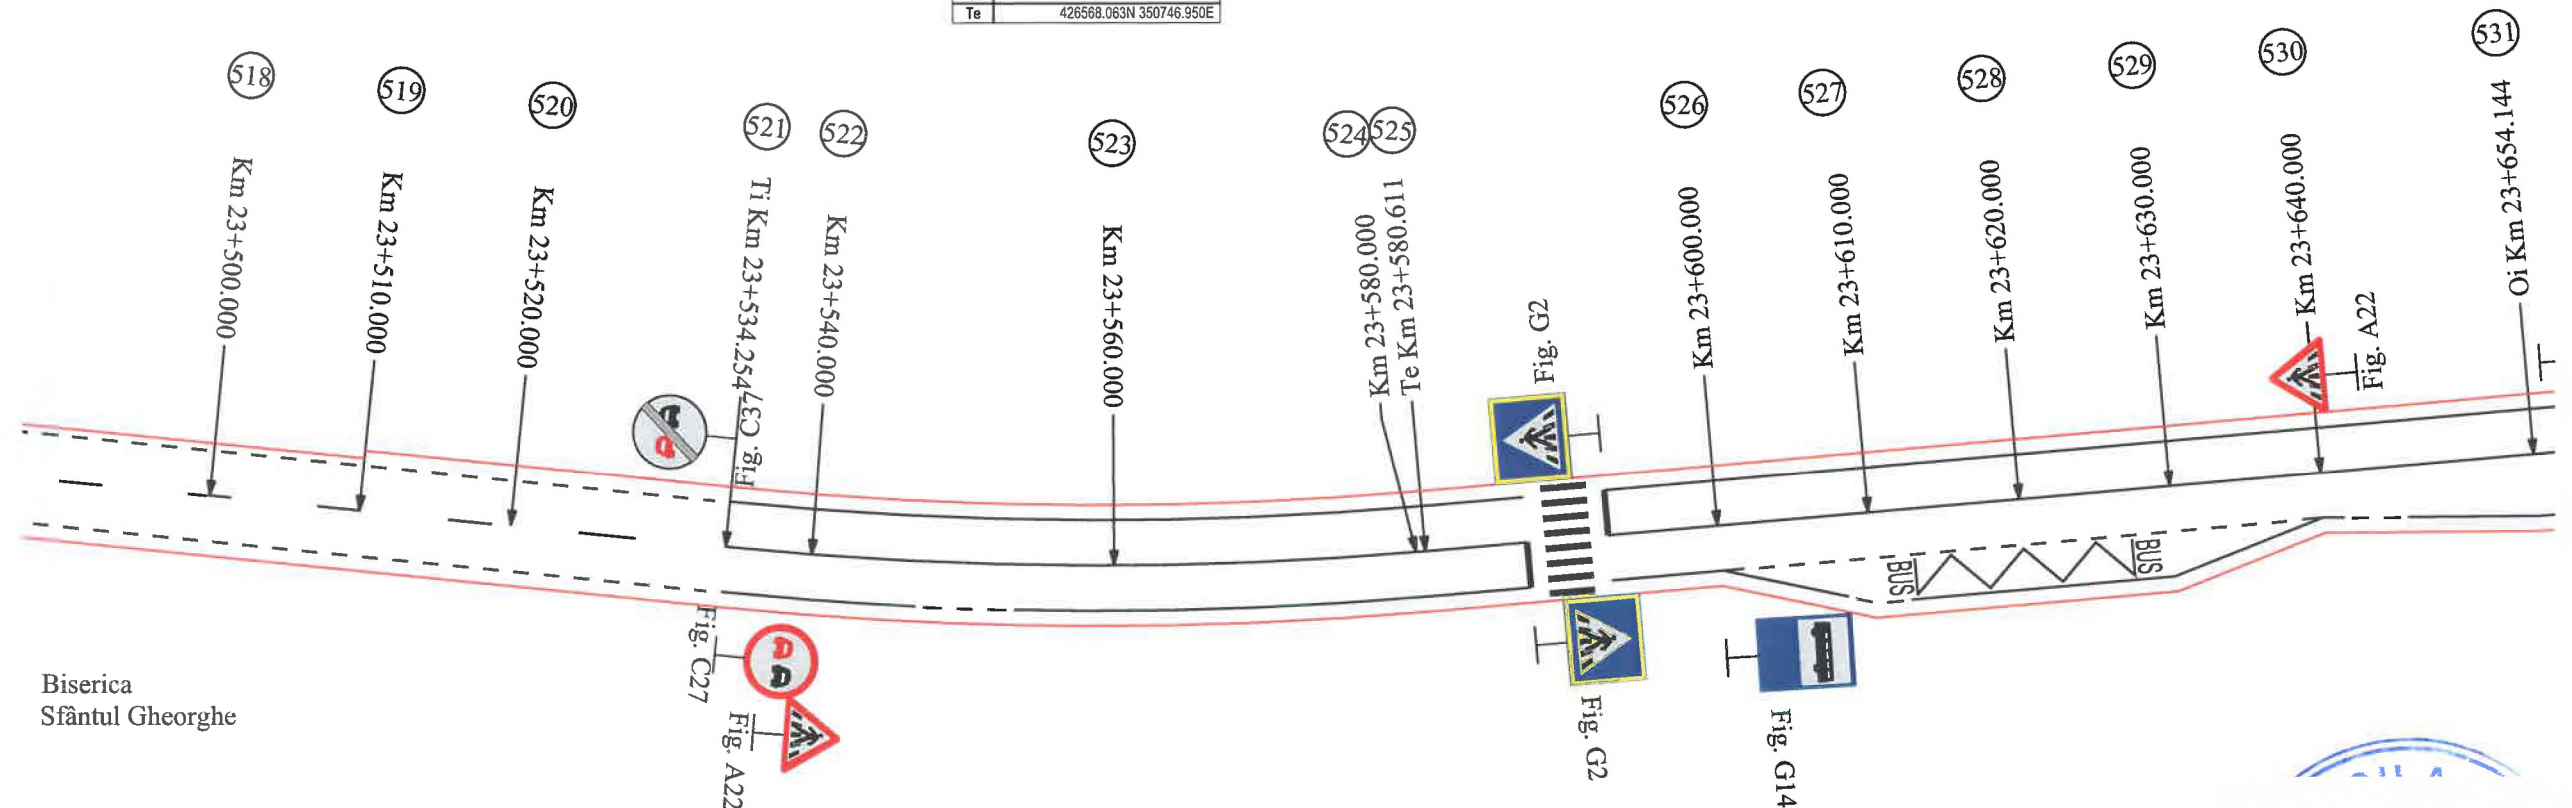 Te 426568.063N 350746.950E
518
519
520
521
522
523
524
525
526
527
528
529
530
531
Km 23+500.000
Km 23+510.000
Km 23+520.000
Ti Km 23+534.254
Km 23+540.000
Km 23+560.000
Km 23+580.000
Te Km 23+580.611
Km 23+600.000
Km 23+610.000
Km 23+620.000
Km 23+630.000
Km 23+640.000
Oi Km 23+654.144
Fig. C37
Fig. G2
Fig. A22
BUS
BUS
Fig. C27
Fig. A22
Fig. G2
Fig. G14
Biserica
Sfântul Gheorghe